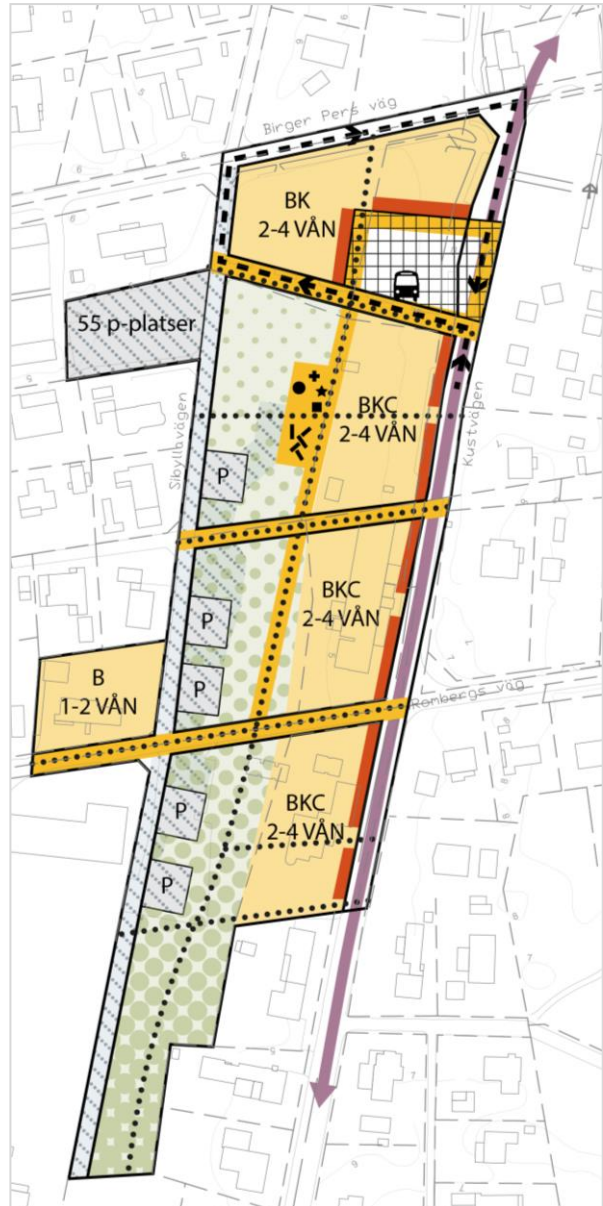 Birger Pers väg
BK
2-4 VÅN
55 p-platser
Sibyllavägen
BKC
2-4 VÅN
Kustvägen
P
BKC
2-4 VÅN
P
B
1-2 VÅN
P
Rombergs väg
P
BKC
2-4 VÅN
P